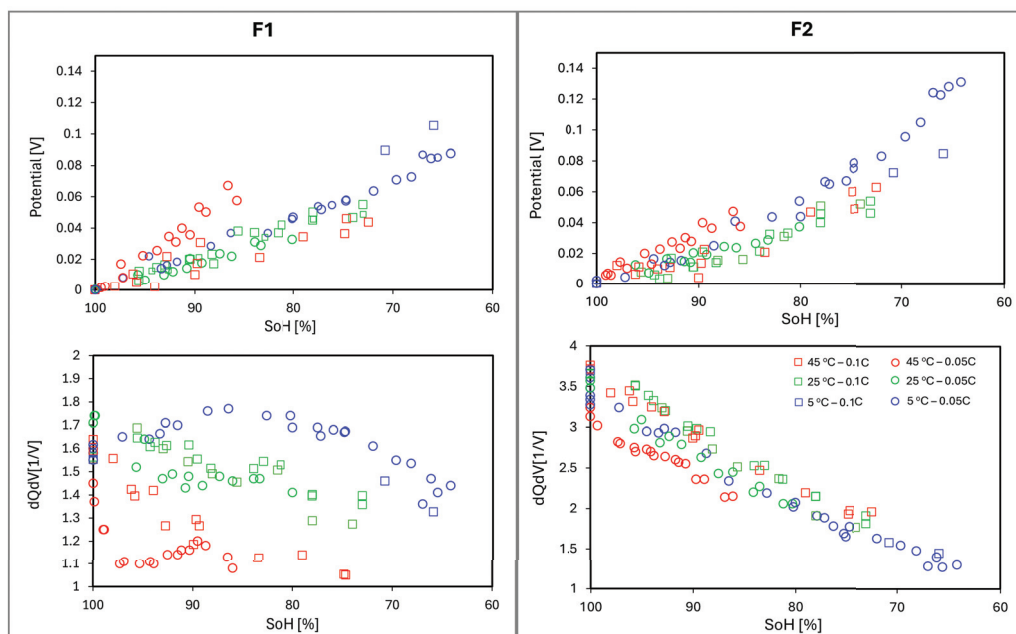 F1
0.14
0.12
0.1
0.08
0.06
0.04
0.02
0
Potential [V]
100 90 80 70 60
SoH [%]
F2
0.14
0.12
0.1
0.08
0.06
0.04
0.02
0
Potential [V]
100 90 80 70 60
SoH [%]
2
1.9
1.8
1.7
1.6
1.5
1.4
1.3
1.2
1.1
1
dQdV[1/V]
100 90 80 70 60
SoH [%]
4
3.5
3
2.5
2
1.5
1
dQdV[1/V]
45 ºC – 0.1C 45 ºC – 0.05C
25 ºC – 0.1C 25 ºC – 0.05C
5 ºC – 0.1C 5 ºC – 0.05C
100 90 80 70 60
SoH [%]